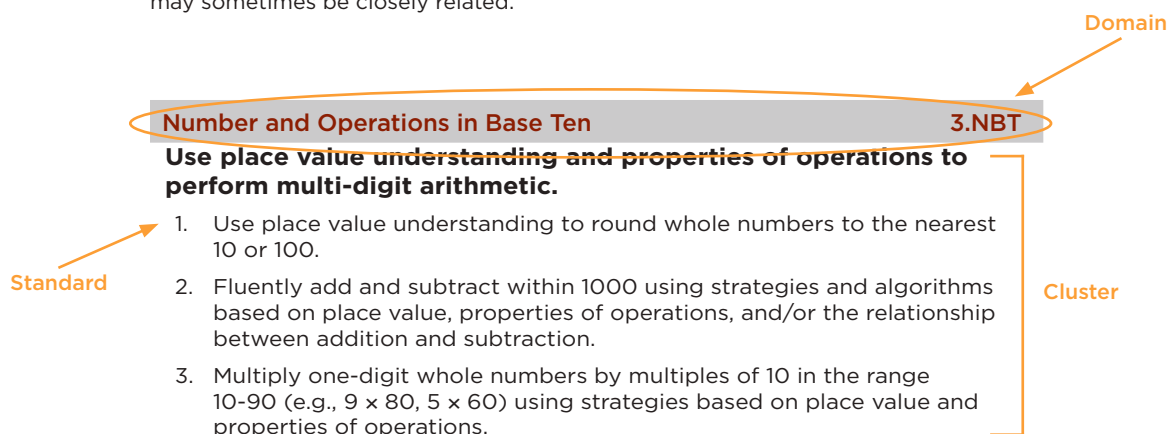 may sometimes be closely related.
Domain
Number and Operations in Base Ten 3.NBT
Use place value understanding and properties of operations to
perform multi-digit arithmetic.
1. Use place value understanding to round whole numbers to the nearest
10 or 100.
Standard
2. Fluently add and subtract within 1000 using strategies and algorithms
based on place value, properties of operations, and/or the relationship
between addition and subtraction.
Cluster
3. Multiply one-digit whole numbers by multiples of 10 in the range
10-90 (e.g., 9 × 80, 5 × 60) using strategies based on place value and
properties of operations.